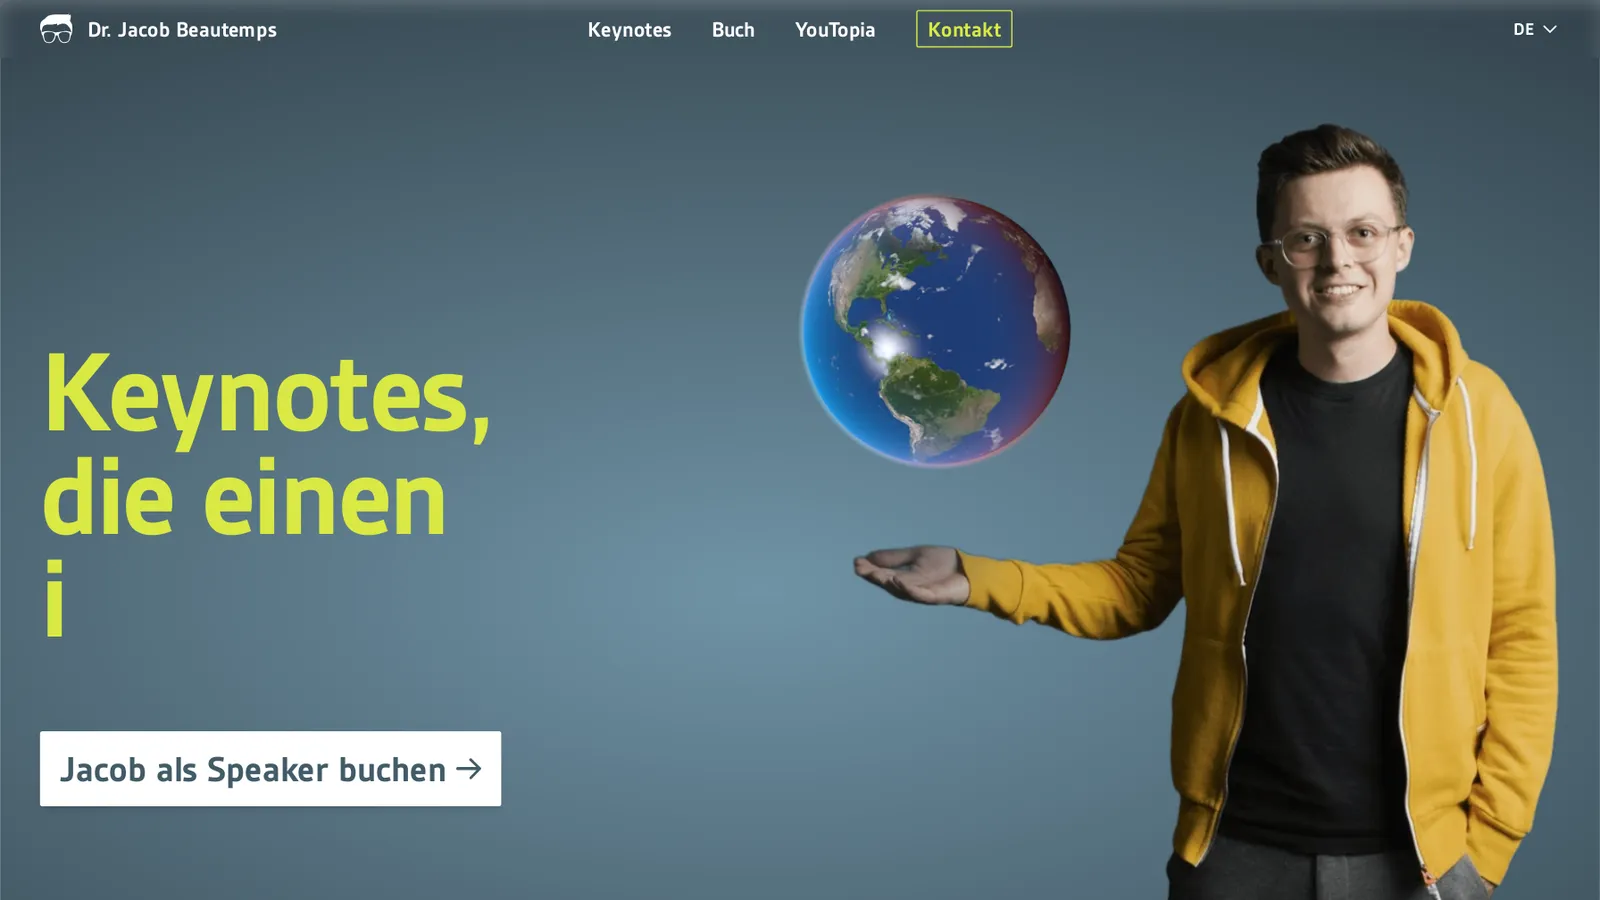 Dr. Jacob Beautemps
Keynotes
Buch
YouTopia
Kontakt
DE
Keynotes,
die einen
i
Jacob als Speaker buchen